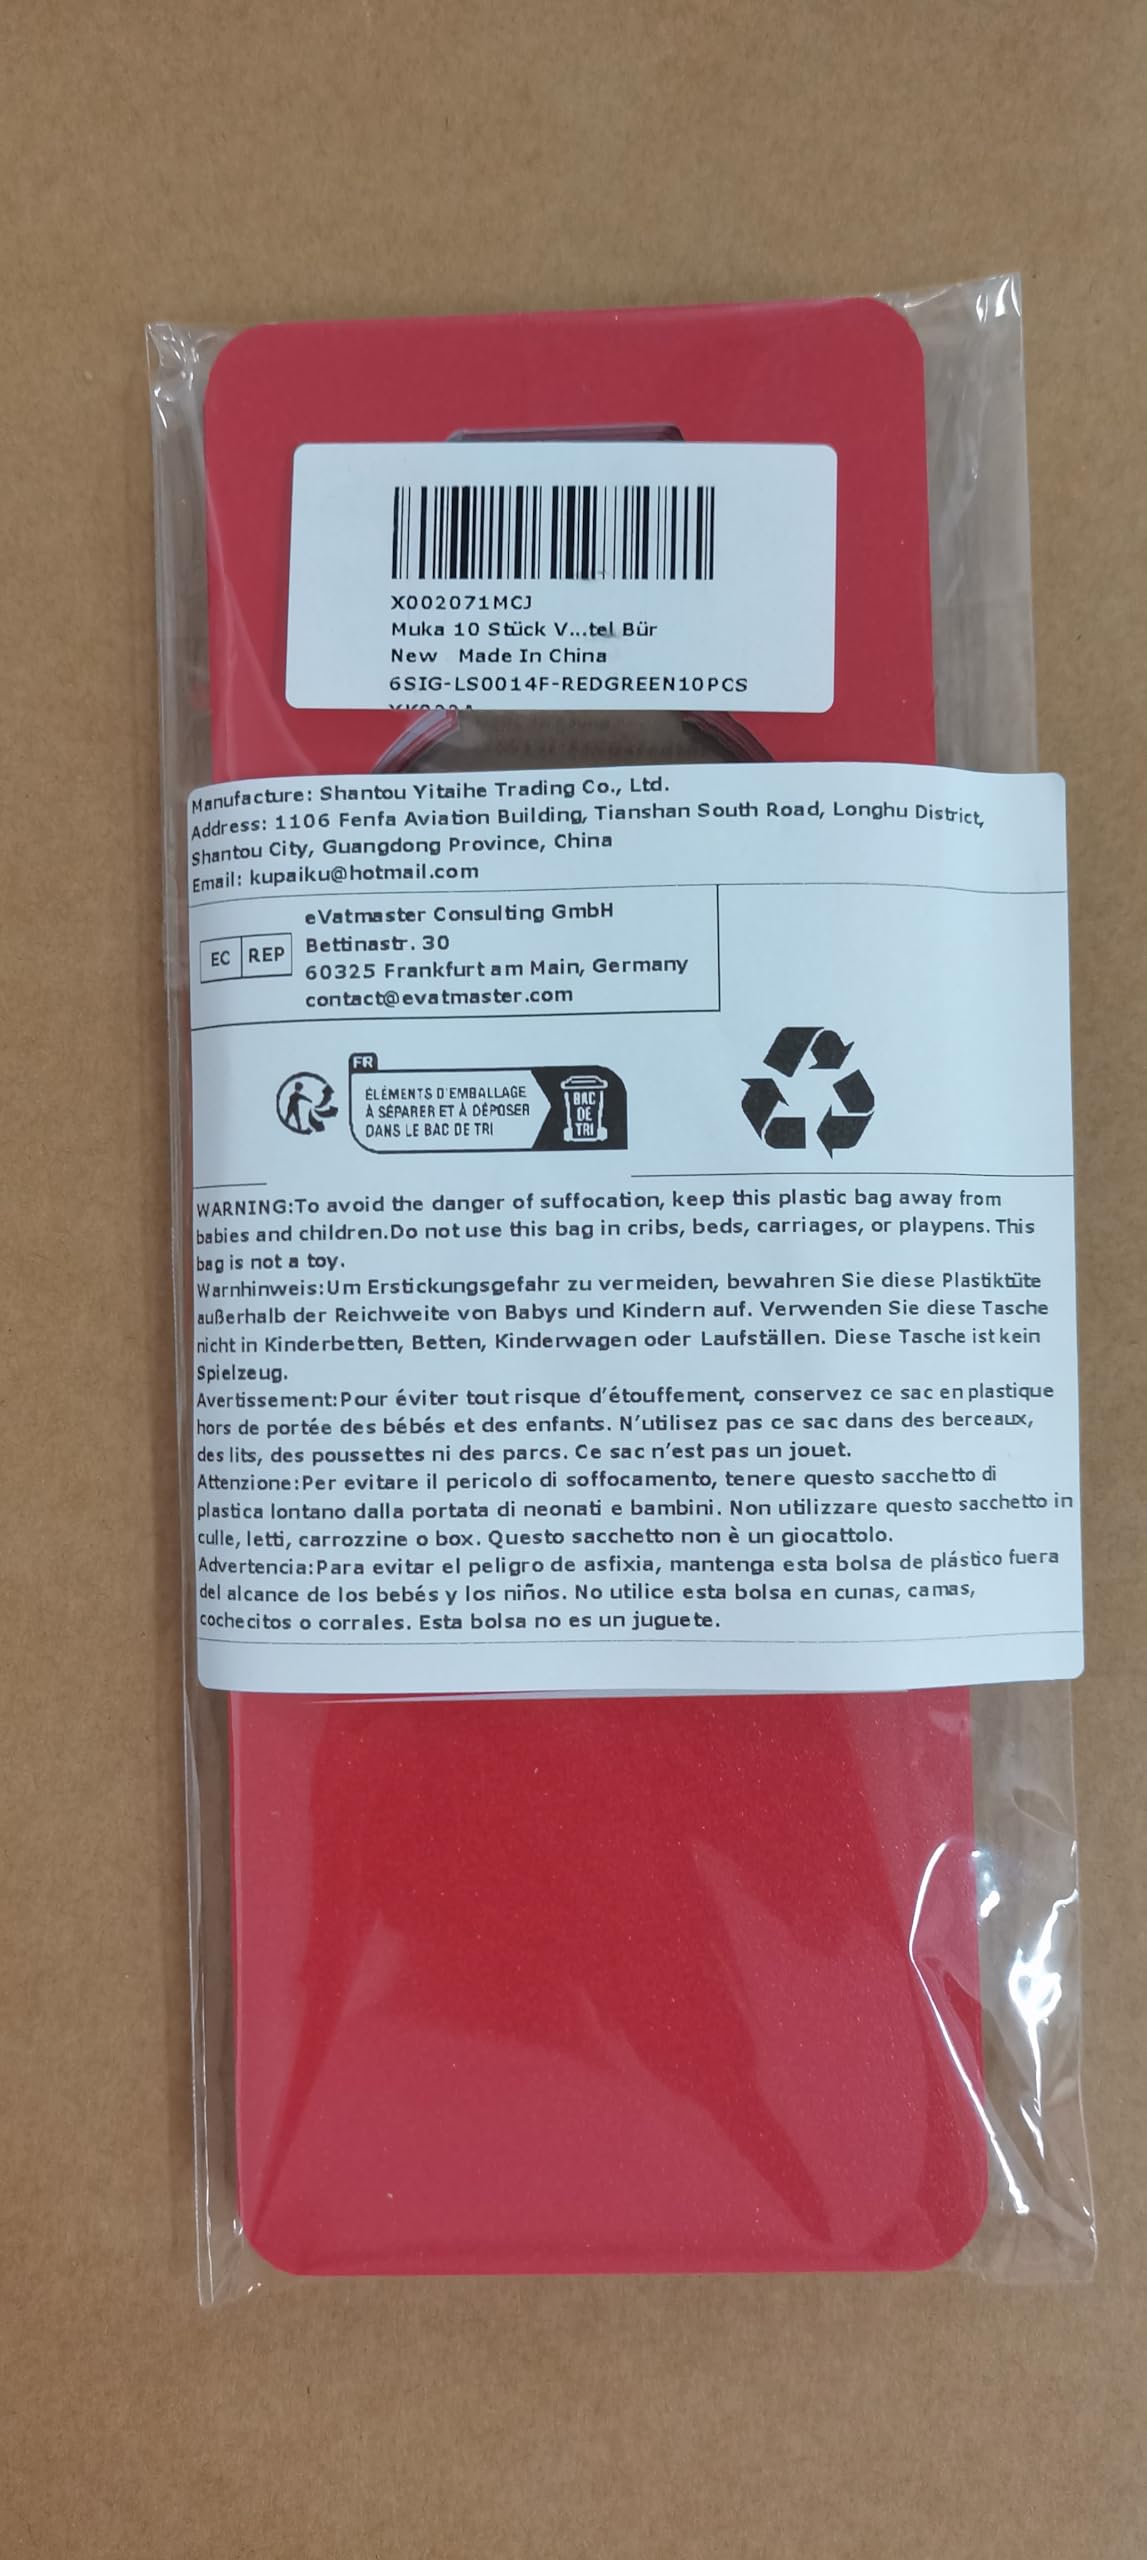 X002071MCJ
Muka 10 Stück V...tel Bür
New Made In China
6SIG-LS0014F-REDGREEN10PCS
Manufacture: Shantou Yitaihe Trading Co., Ltd.
Address: 1106 Fenfa Aviation Building, Tianshan South Road, Longhu District,
Shantou City, Guangdong Province, China
Email: kupaiku@hotmail.com
EC REP
eVatmaster Consulting GmbH
Bettinastr. 30
60325 Frankfurt am Main, Germany
contact@evatmaster.com
FR
ÉLÉMENTS D'EMBALLAGE
À SÉPARER ET À DÉPOSER
DANS LE BAC DE TRI
BAC
DE
TRI
WARNING:To avoid the danger of suffocation, keep this plastic bag away from
babies and children.Do not use this bag in cribs, beds, carriages, or playpens. This
bag is not a toy.
Warnhinweis:Um Erstickungsgefahr zu vermeiden, bewahren Sie diese Plastiktüte
außerhalb der Reichweite von Babys und Kindern auf. Verwenden Sie diese Tasche
nicht in Kinderbetten, Betten, Kinderwagen oder Laufställen. Diese Tasche ist kein
Spielzeug.
Avertissement:Pour éviter tout risque d'étouffement, conservez ce sac en plastique
hors de portée des bébés et des enfants. N'utilisez pas ce sac dans des berceaux,
des lits, des poussettes ni des parcs. Ce sac n'est pas un jouet.
Attenzione:Per evitare il pericolo di soffocamento, tenere questo sacchetto di
plastica lontano dalla portata di neonati e bambini. Non utilizzare questo sacchetto in
culle, letti, carrozzine o box. Questo sacchetto non è un giocattolo.
Advertencia:Para evitar el peligro de asfixia, mantenga esta bolsa de plástico fuera
del alcance de los bebés y los niños. No utilice esta bolsa en cunas, camas,
cochecitos o corrales. Esta bolsa no es un juguete.